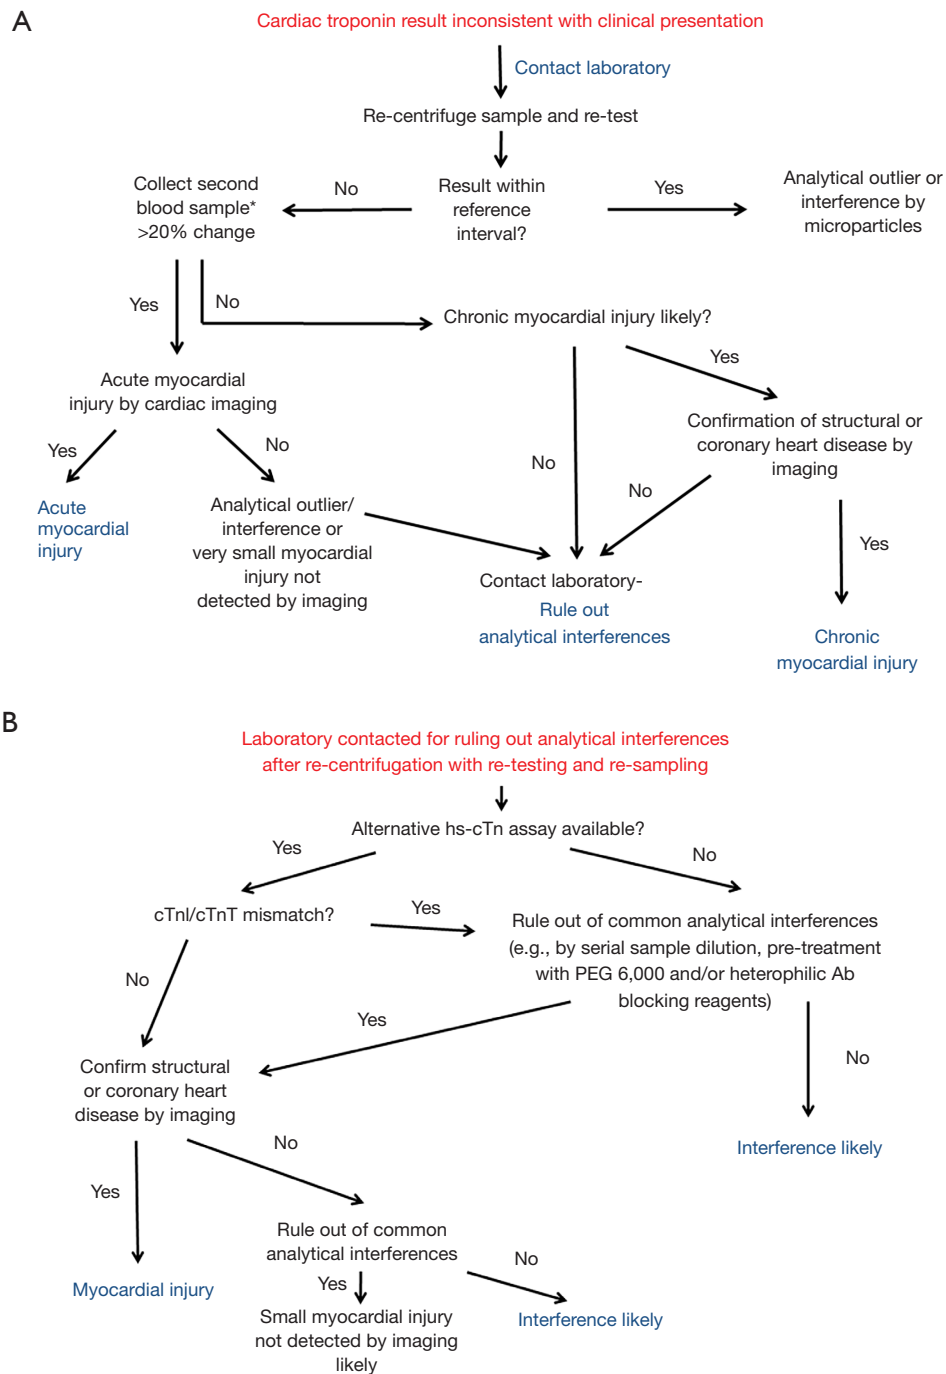 A
Cardiac troponin result inconsistent with clinical presentation
Contact laboratory
Re-centrifuge sample and re-test
Collect second
blood sample*
>20% change
No
Result within
reference
interval?
Yes
Analytical outlier or
interference by
microparticles
Yes
No
Chronic myocardial injury likely?
Yes
Acute myocardial
injury by cardiac imaging
Confirmation of structural or
coronary heart disease by
imaging
Yes
No
No
No
Acute
myocardial
injury
Analytical outlier/
interference or
very small myocardial
injury not
detected by imaging
Yes
Contact laboratory-
Rule out
analytical interferences
Chronic
myocardial injury
B
Laboratory contacted for ruling out analytical interferences
after re-centrifugation with re-testing and re-sampling
Alternative hs-cTn assay available?
Yes
No
cTnI/cTnT mismatch?
Yes
Rule out of common analytical interferences
(e.g., by serial sample dilution, pre-treatment
with PEG 6,000 and/or heterophilic Ab
blocking reagents)
No
Yes
No
Confirm structural
or coronary heart
disease by imaging
Interference likely
No
Yes
Rule out of common
analytical interferences
Myocardial injury
Yes
No
Small myocardial injury
not detected by imaging
likely
Interference likely